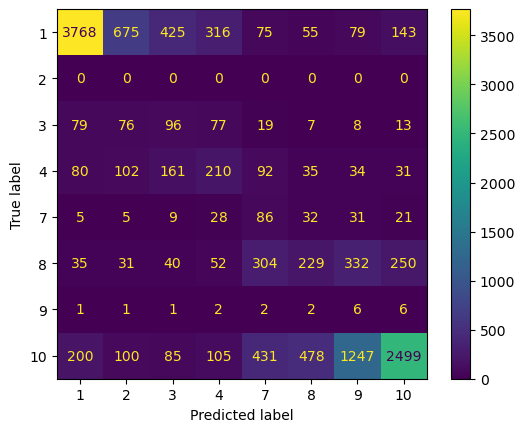 1 3768 675 425 316 75 55 79 143
2 0 0 0 0 0 0 0 0
3 79 76 96 77 19 7 8 13
4 80 102 161 210 92 35 34 31
7 5 5 9 28 86 32 31 21
8 35 31 40 52 304 229 332 250
9 1 1 1 2 2 2 6 6
10 200 100 85 105 431 478 1247 2499
1 2 3 4 7 8 9 10
Predicted label
True label
3500
3000
2500
2000
1500
1000
500
0